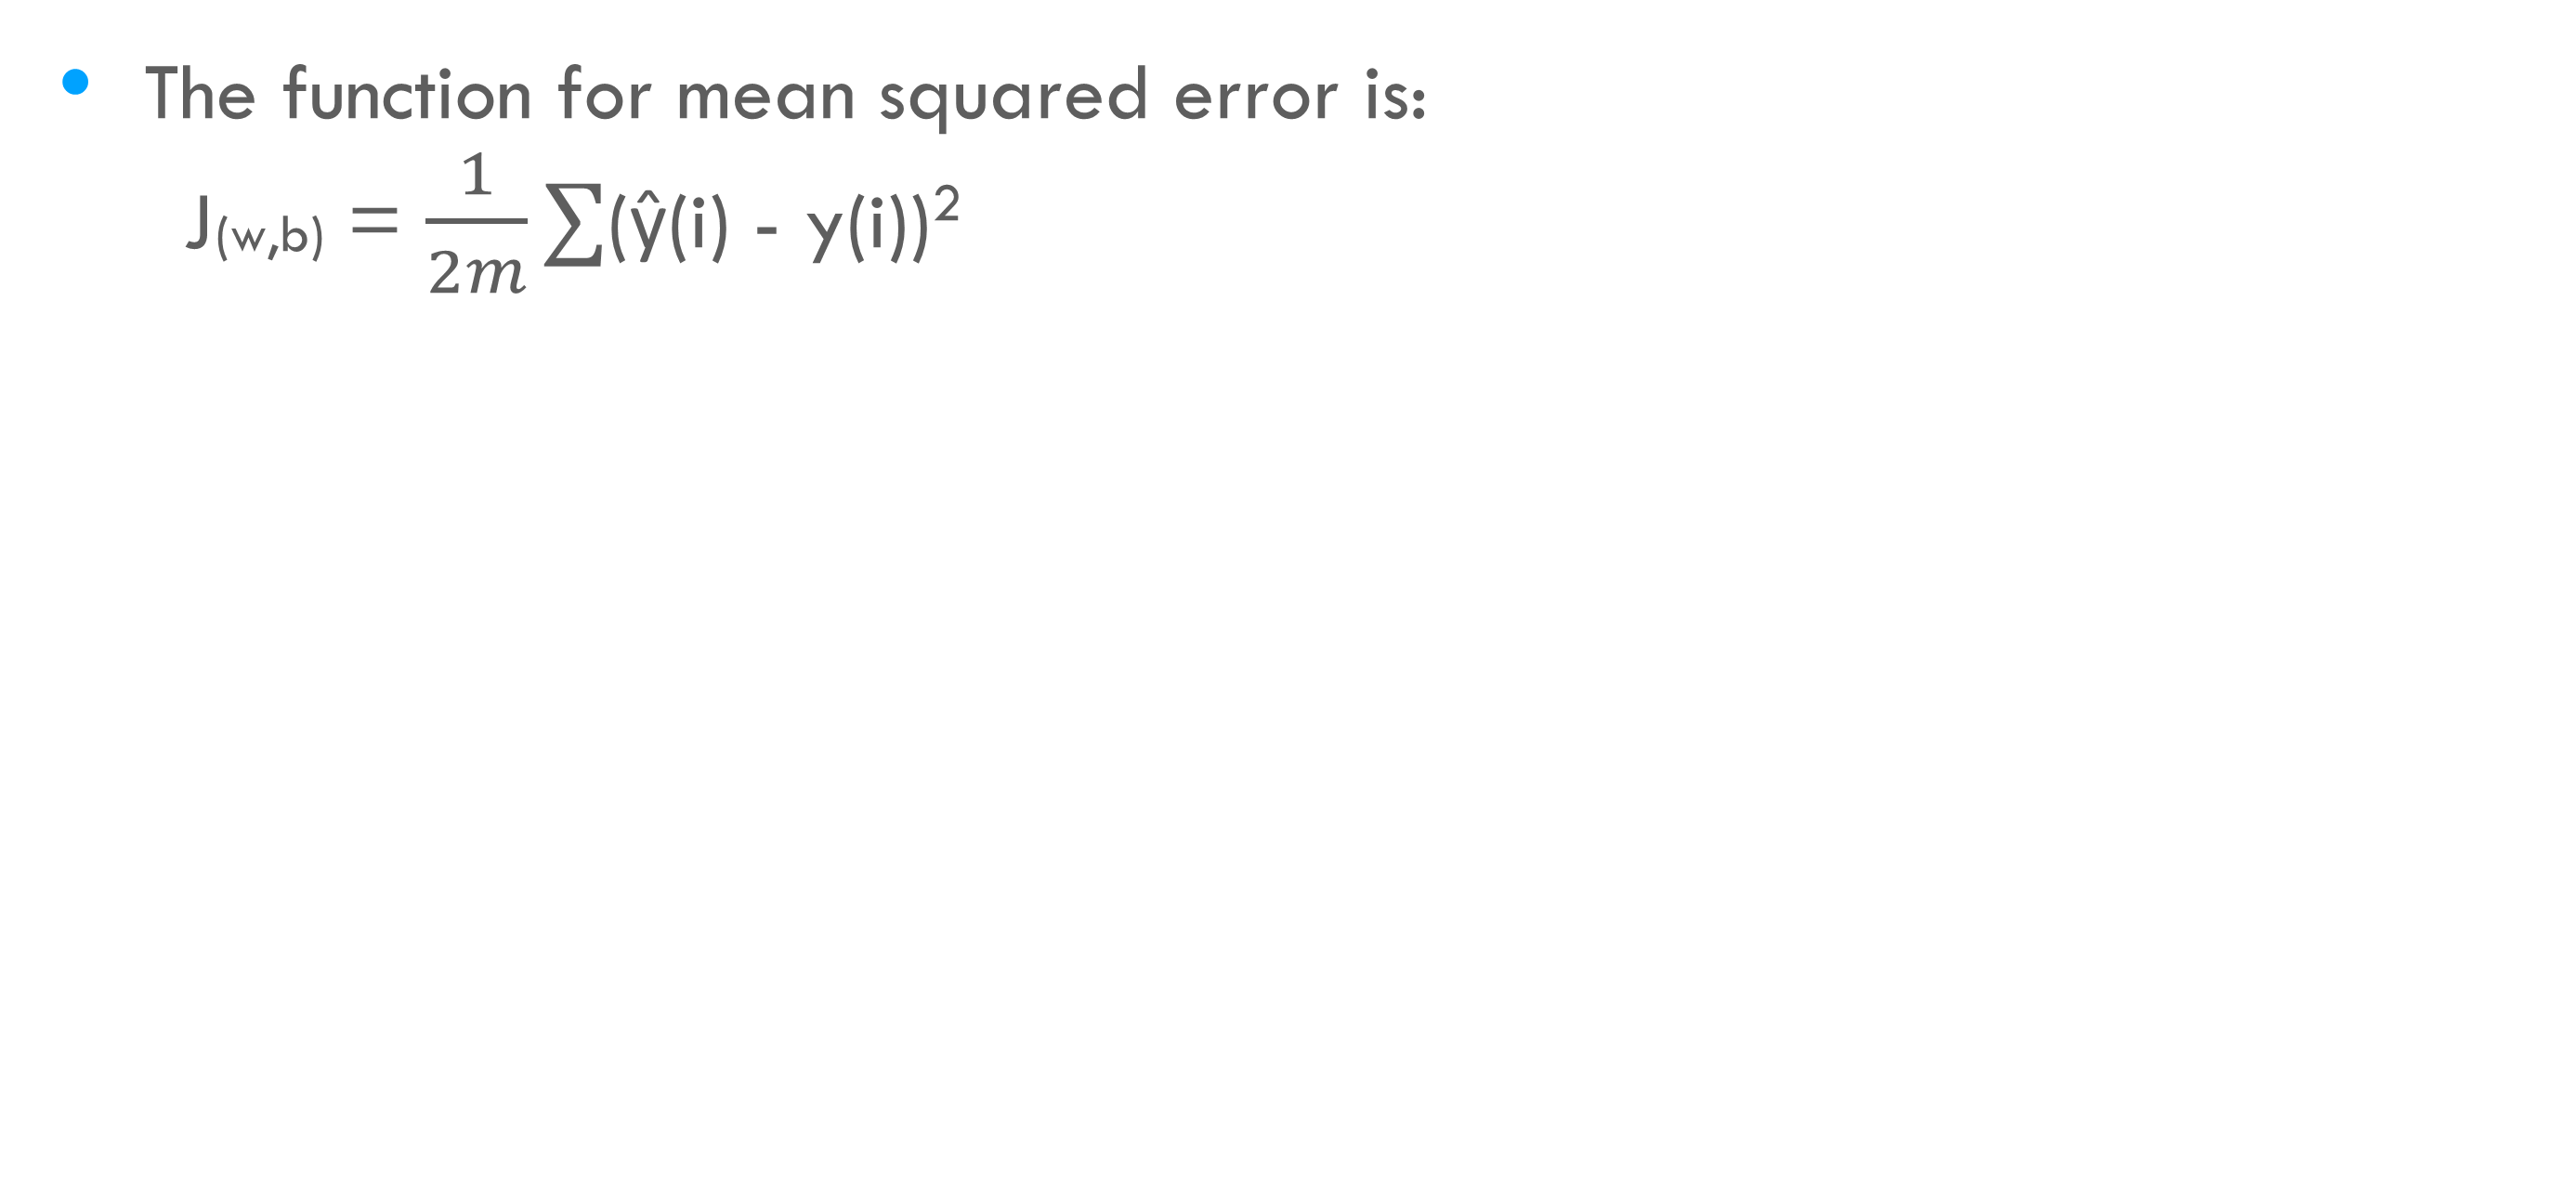 • The function for mean squared error is:
J(w,b) = 1/2m ∑(ŷ(i) - y(i))²